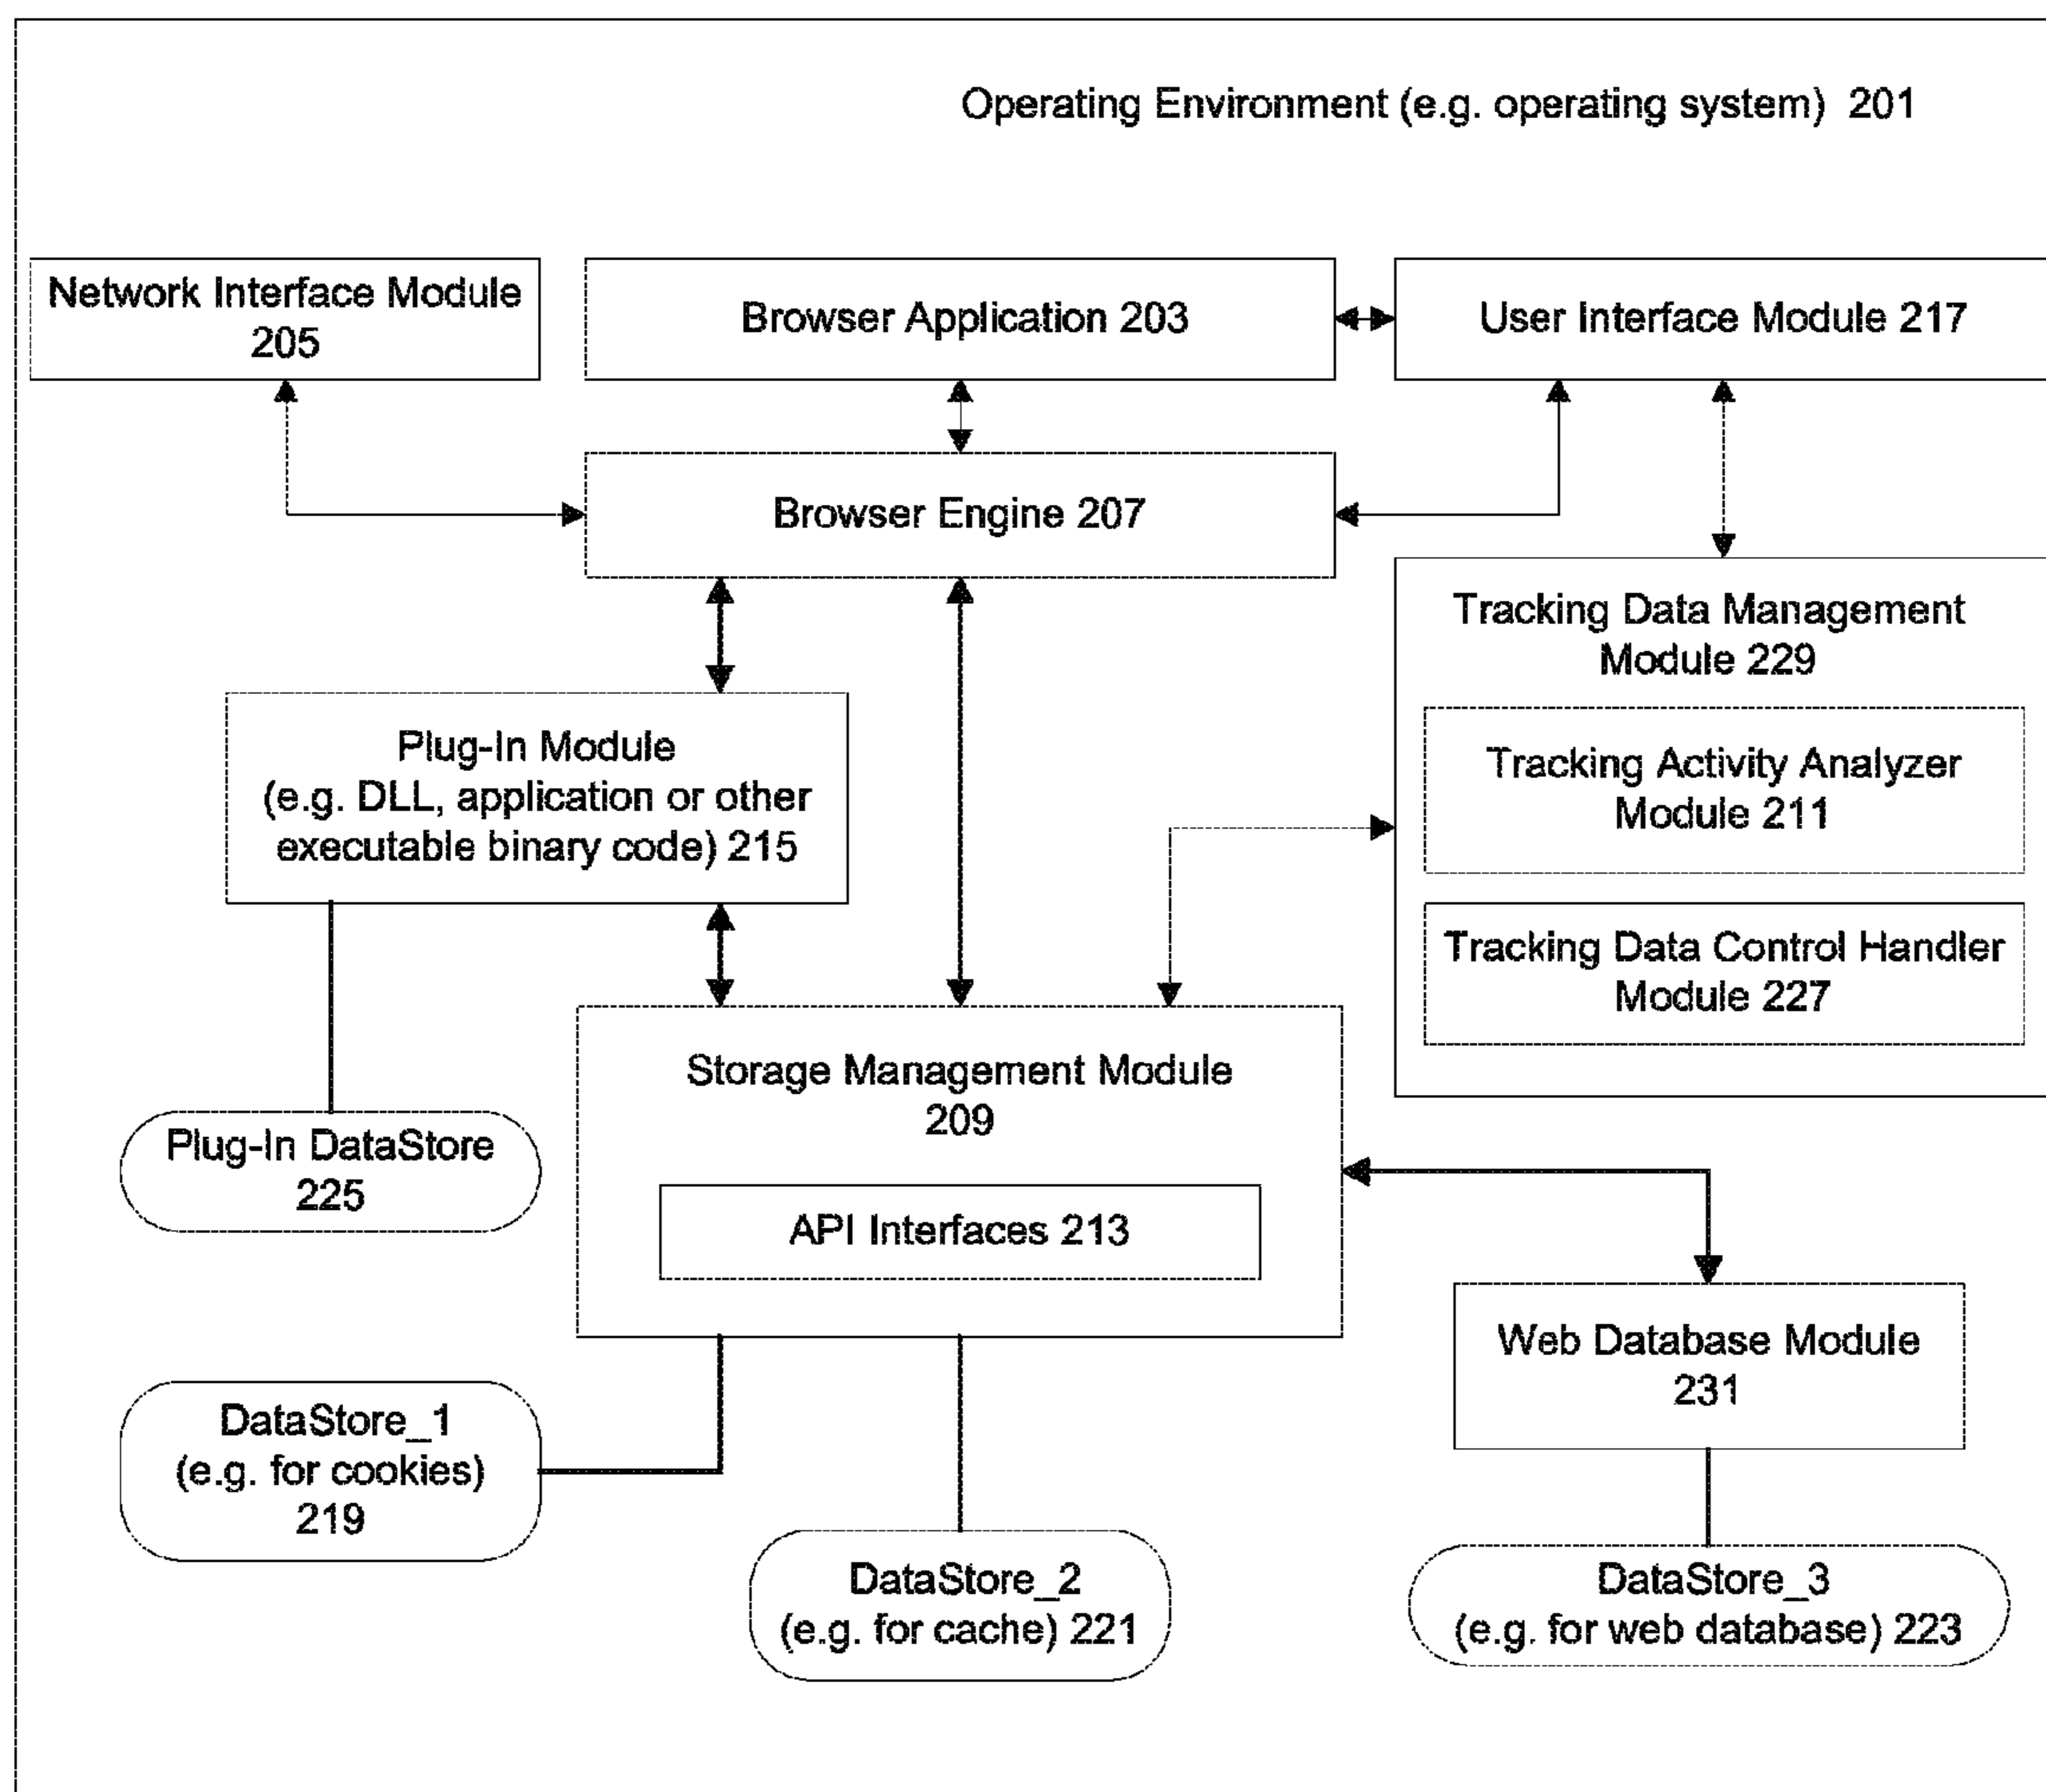 Operating Environment (e.g. operating system) 201
Network Interface Module
205
Browser Application 203
User Interface Module 217
Browser Engine 207
Tracking Data Management
Module 229
Tracking Activity Analyzer
Module 211
Tracking Data Control Handler
Module 227
Plug-In Module
(e.g. DLL, application or other
executable binary code) 215
Storage Management Module
209
API Interfaces 213
Plug-In DataStore
225
Web Database Module
231
DataStore_1
(e.g. for cookies)
219
DataStore_2
(e.g. for cache) 221
DataStore_3
(e.g. for web database) 223